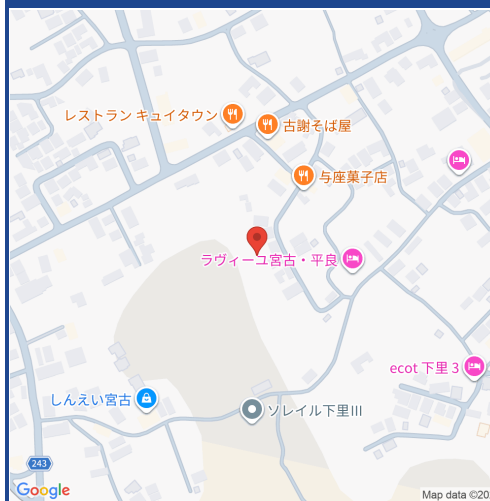 レストラン キュイタウン
古謝そば屋
与座菓子店
ラヴィーユ宮古・平良
ecot 下里 3
しんえい宮古
ソレイル下里III
243
Google
Map data ©20